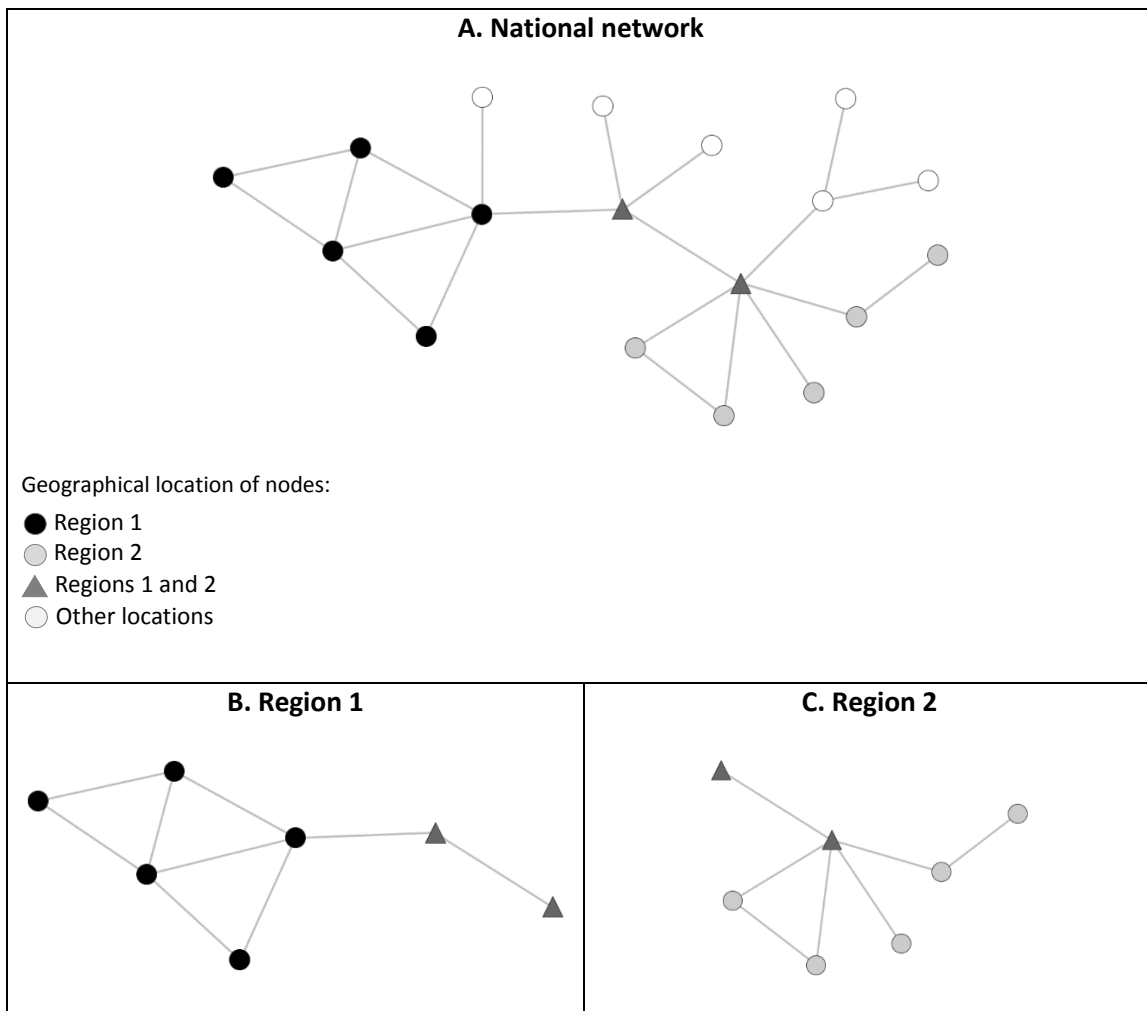 A. National network
Geographical location of nodes:
Region 1
Region 2
Regions 1 and 2
Other locations
B. Region 1
C. Region 2